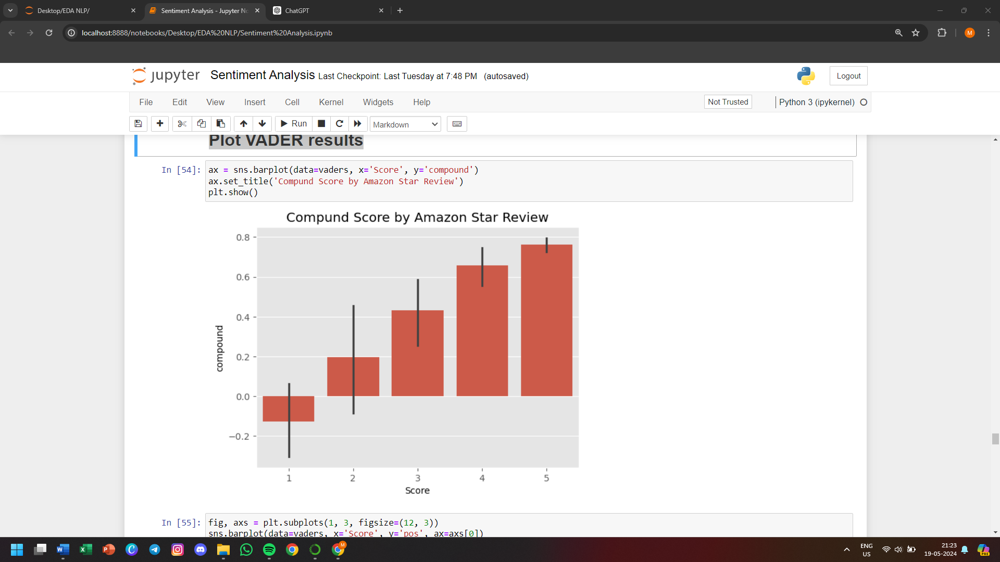 Desktop/EDA NLP/
Sentiment Analysis - Jupyter No
ChatGPT
localhost:8888/notebooks/Desktop/EDA%20NLP/Sentiment%20Analysis.ipynb
M
jupyter Sentiment Analysis Last Checkpoint: Last Tuesday at 7:48 PM (autosaved)
Logout
File Edit View Insert Cell Kernel Widgets Help
Not Trusted
Python 3 (ipykernel)
Run
Markdown
Plot VADER results
In [54]:
ax = sns.barplot(data=vaders, x='Score', y='compound')
ax.set_title('Compund Score by Amazon Star Review')
plt.show()
Compund Score by Amazon Star Review
0.8
0.6
0.4
0.2
0.0
−0.2
compound
1 2 3 4 5
Score
In [55]:
fig, axs = plt.subplots(1, 3, figsize=(12, 3))
sns.barplot(data=vaders, x='Score', y='pos', ax=axs[0])
M
ENG
US
21:23
19-05-2024
PRE